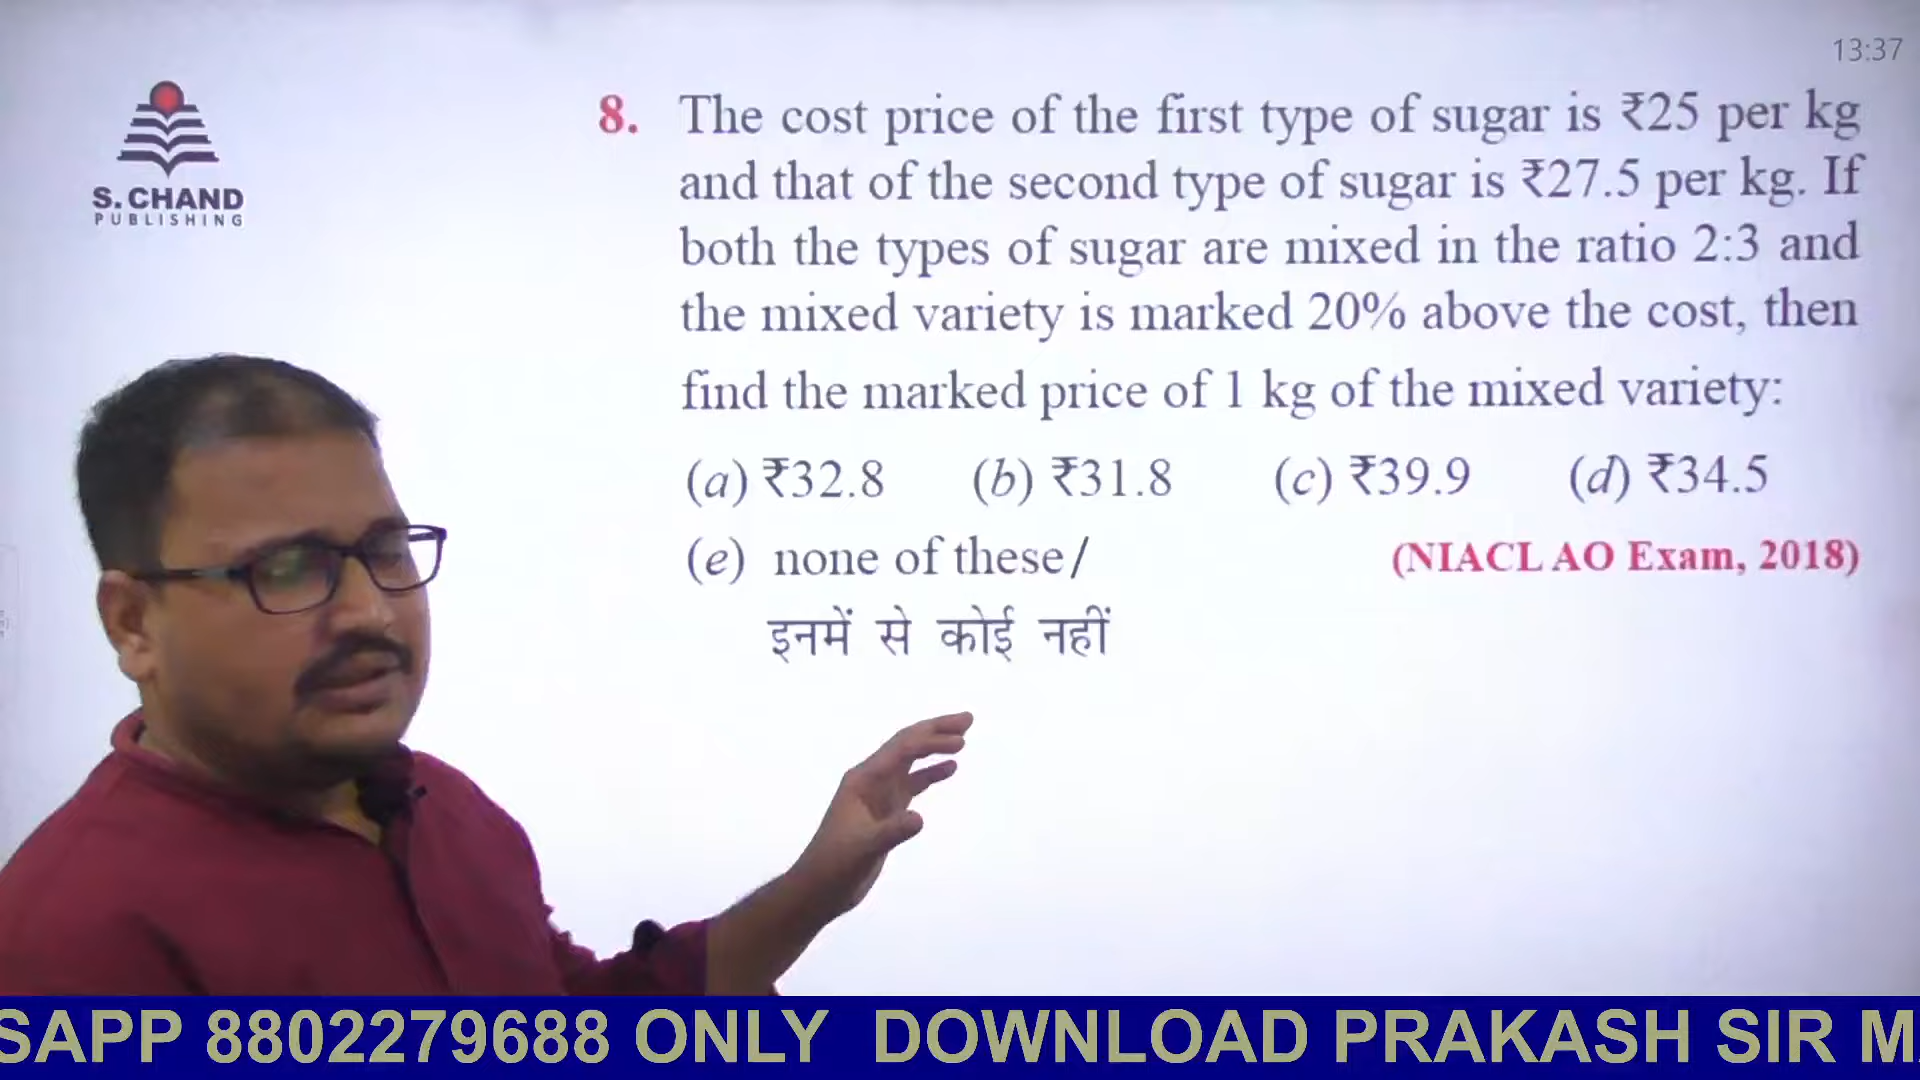 13:37
S. CHAND
PUBLISHING
8. The cost price of the first type of sugar is ₹25 per kg
and that of the second type of sugar is ₹27.5 per kg. If
both the types of sugar are mixed in the ratio 2:3 and
the mixed variety is marked 20% above the cost, then
find the marked price of 1 kg of the mixed variety:
(a) ₹32.8 (b) ₹31.8 (c) ₹39.9 (d) ₹34.5
(e) none of these/ (NIACL AO Exam, 2018)
इनमें से कोई नहीं
SAPP 8802279688 ONLY DOWNLOAD PRAKASH SIR M